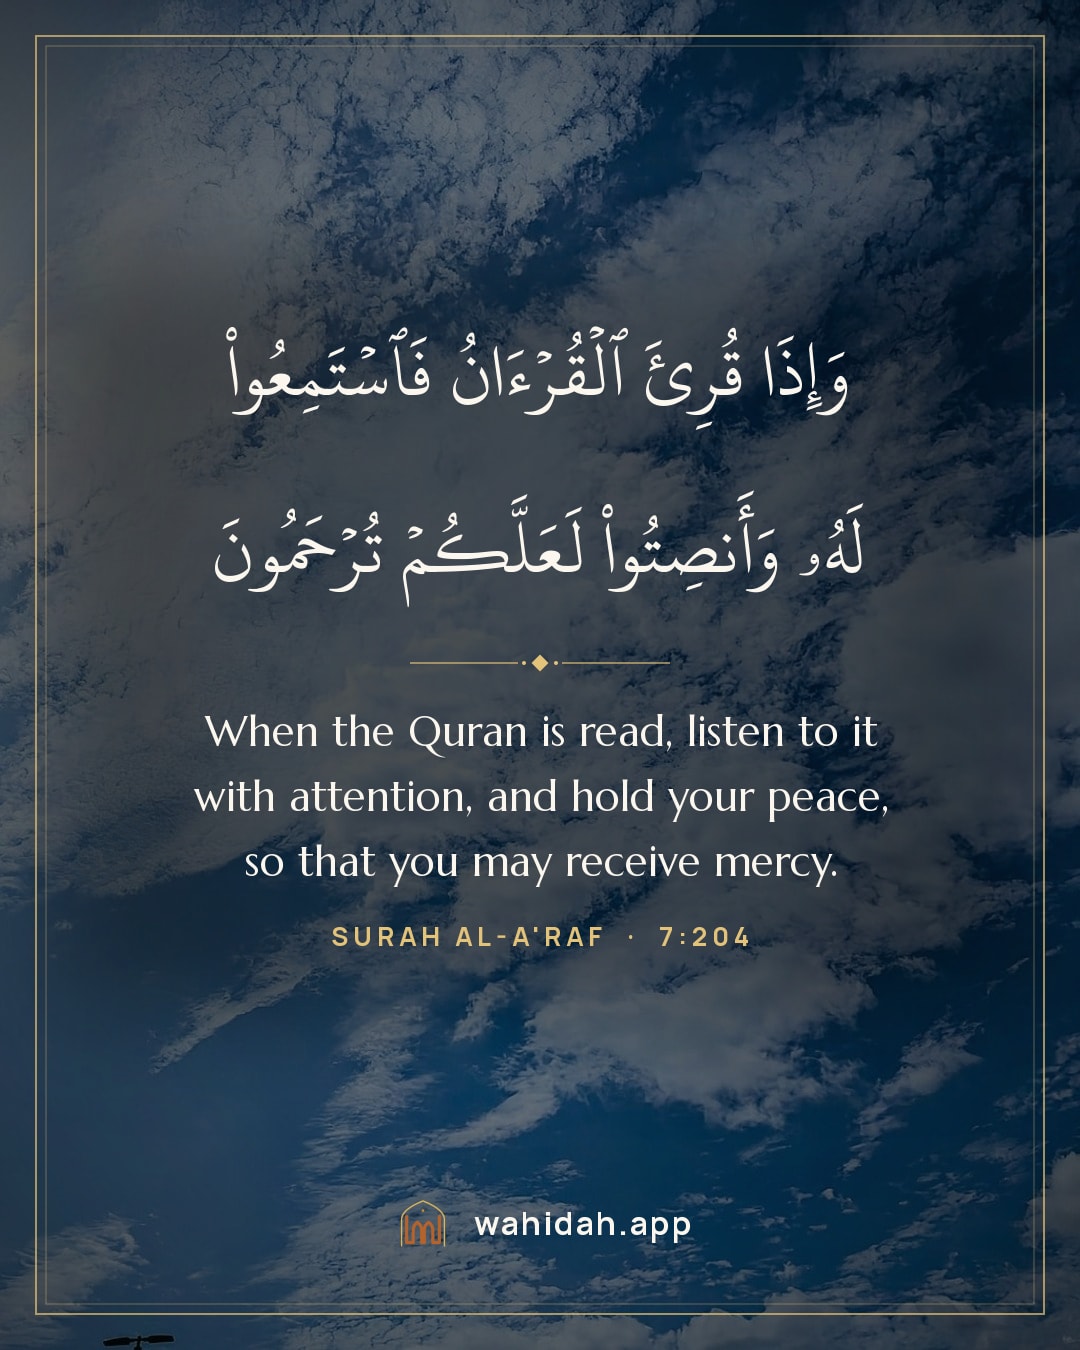 وَإِذَا قُرِئَ ٱلْقُرْءَانُ فَٱسْتَمِعُوا۟
لَهُۥ وَأَنصِتُوا۟ لَعَلَّكُمْ تُرْحَمُونَ
When the Quran is read, listen to it
with attention, and hold your peace,
so that you may receive mercy.
SURAH AL-A'RAF · 7:204
wahidah.app